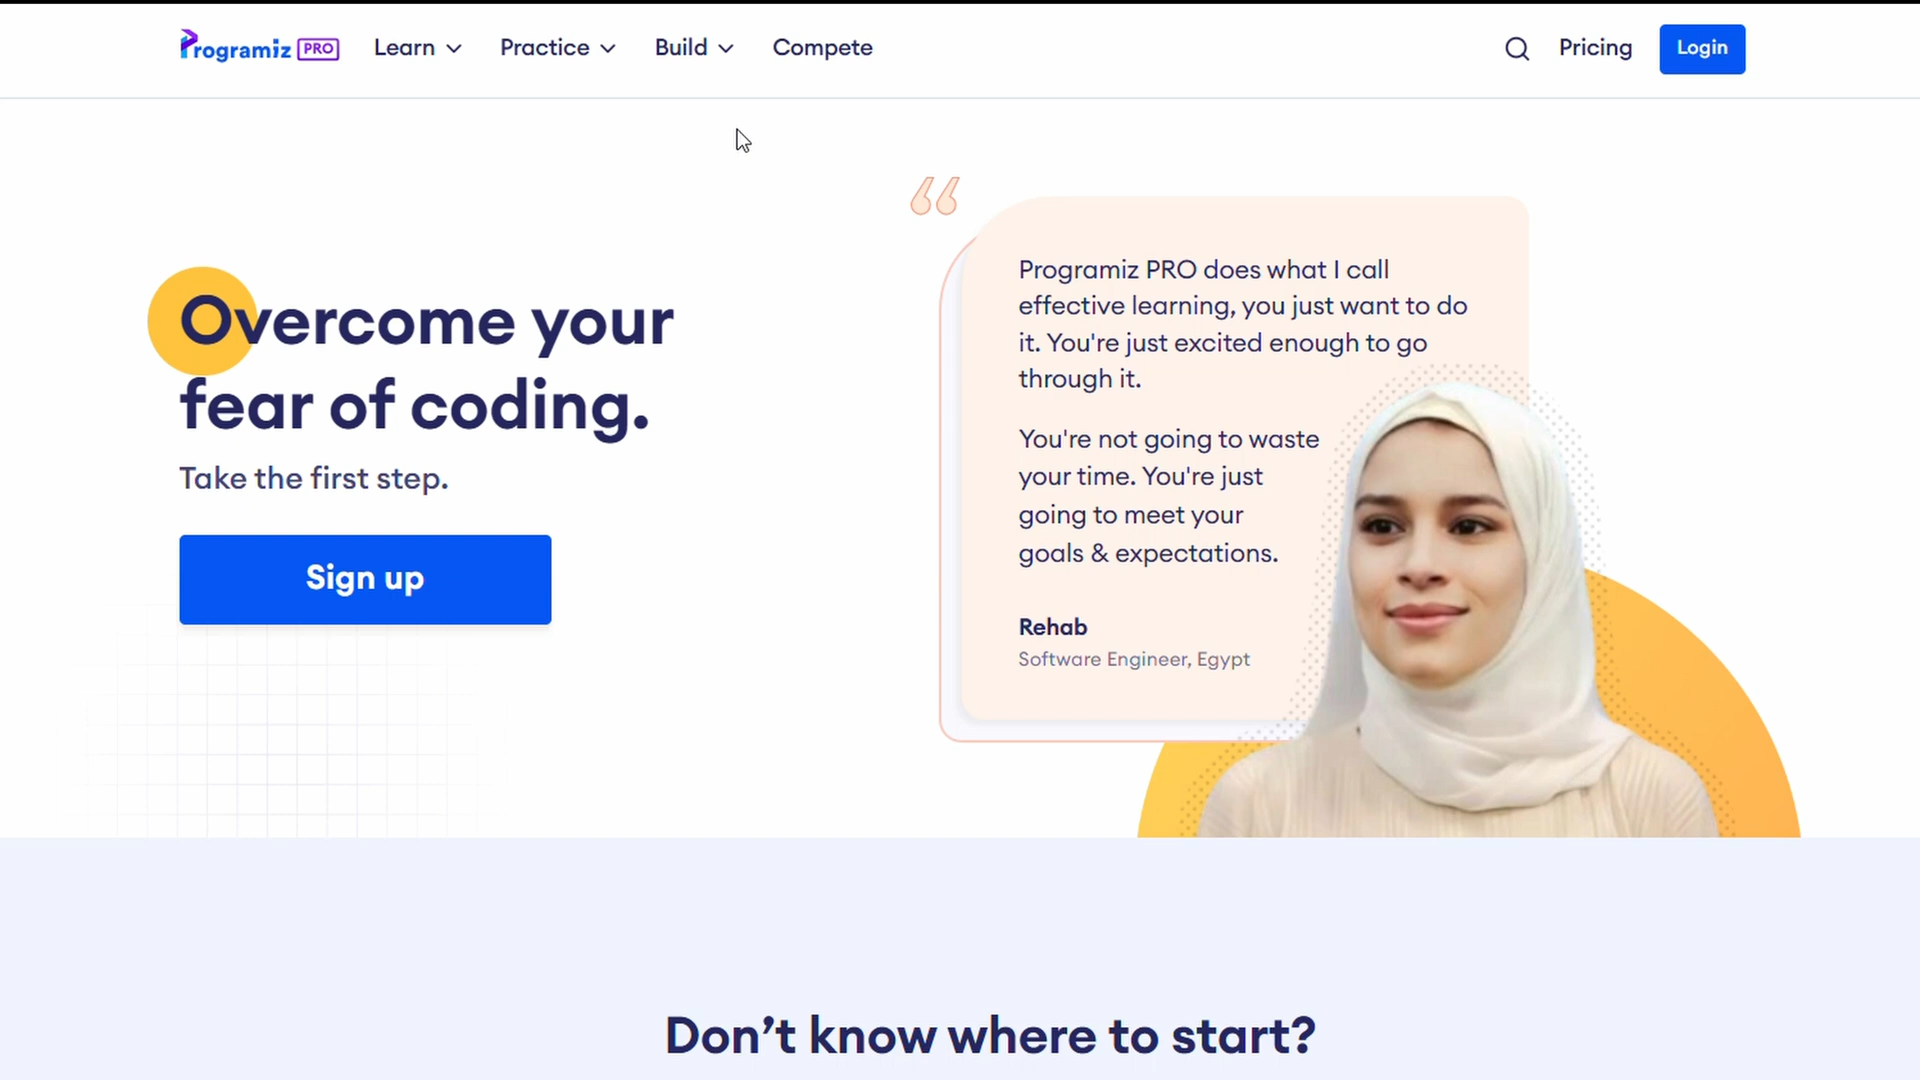 Programiz PRO Learn Practice Build Compete Pricing Login
“
Overcome your
fear of coding.
Take the first step.
Sign up
Programiz PRO does what I call
effective learning, you just want to do
it. You're just excited enough to go
through it.
You're not going to waste
your time. You're just
going to meet your
goals & expectations.
Rehab
Software Engineer, Egypt
Don’t know where to start?